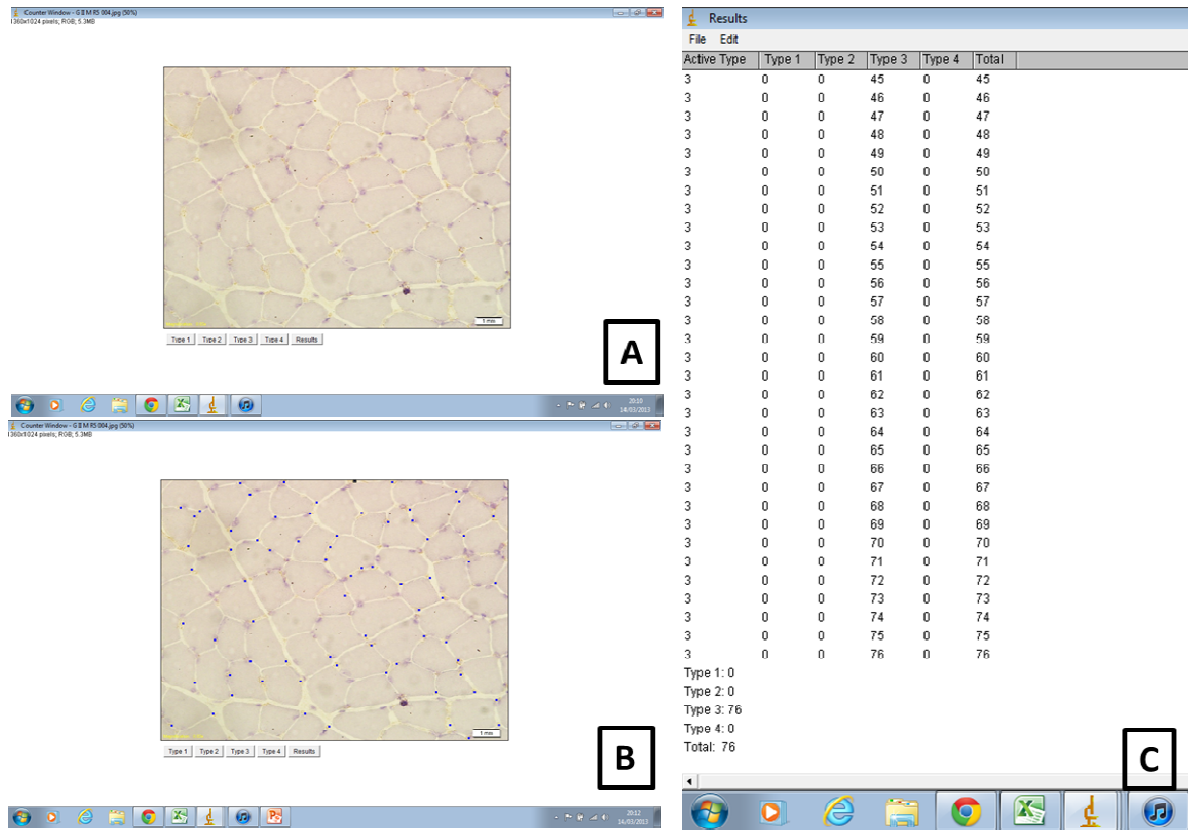 Counter Window - G II M R5 004.jpg (50%)
1360x1024 pixels; RGB; 5.3MB
1 mm
Type 1 Type 2 Type 3 Type 4 Results
A
20:10
14/03/2013
Counter Window - G II M R5 004.jpg (50%)
1360x1024 pixels; RGB; 5.3MB
1 mm
Type 1 Type 2 Type 3 Type 4 Results
B
20:12
14/03/2013
Results
File Edit
Active Type Type 1 Type 2 Type 3 Type 4 Total
3 0 0 45 0 45
3 0 0 46 0 46
3 0 0 47 0 47
3 0 0 48 0 48
3 0 0 49 0 49
3 0 0 50 0 50
3 0 0 51 0 51
3 0 0 52 0 52
3 0 0 53 0 53
3 0 0 54 0 54
3 0 0 55 0 55
3 0 0 56 0 56
3 0 0 57 0 57
3 0 0 58 0 58
3 0 0 59 0 59
3 0 0 60 0 60
3 0 0 61 0 61
3 0 0 62 0 62
3 0 0 63 0 63
3 0 0 64 0 64
3 0 0 65 0 65
3 0 0 66 0 66
3 0 0 67 0 67
3 0 0 68 0 68
3 0 0 69 0 69
3 0 0 70 0 70
3 0 0 71 0 71
3 0 0 72 0 72
3 0 0 73 0 73
3 0 0 74 0 74
3 0 0 75 0 75
3 0 0 76 0 76
Type 1: 0
Type 2: 0
Type 3: 76
Type 4: 0
Total: 76
C